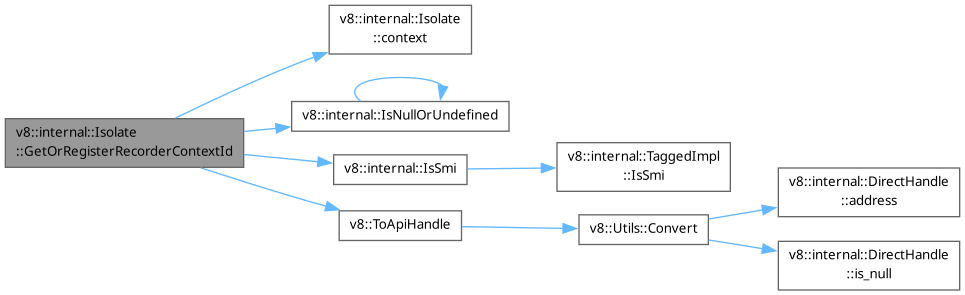 v8::internal::Isolate
::GetOrRegisterRecorderContextId
v8::internal::Isolate
::context
v8::internal::IsNullOrUndefined
v8::internal::IsSmi
v8::internal::TaggedImpl
::IsSmi
v8::ToApiHandle
v8::Utils::Convert
v8::internal::DirectHandle
::address
v8::internal::DirectHandle
::is_null